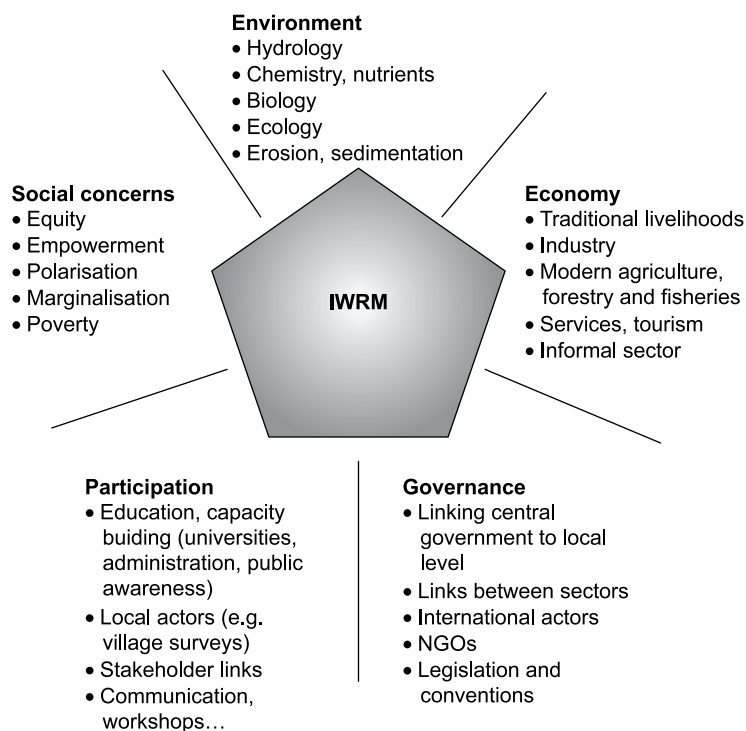 Environment
• Hydrology
• Chemistry, nutrients
• Biology
• Ecology
• Erosion, sedimentation
Social concerns
• Equity
• Empowerment
• Polarisation
• Marginalisation
• Poverty
Economy
• Traditional livelihoods
• Industry
• Modern agriculture,
forestry and fisheries
• Services, tourism
• Informal sector
IWRM
Participation
• Education, capacity
buiding (universities,
administration, public
awareness)
• Local actors (e.g.
village surveys)
• Stakeholder links
• Communication,
workshops...
Governance
• Linking central
government to local
level
• Links between sectors
• International actors
• NGOs
• Legislation and
conventions